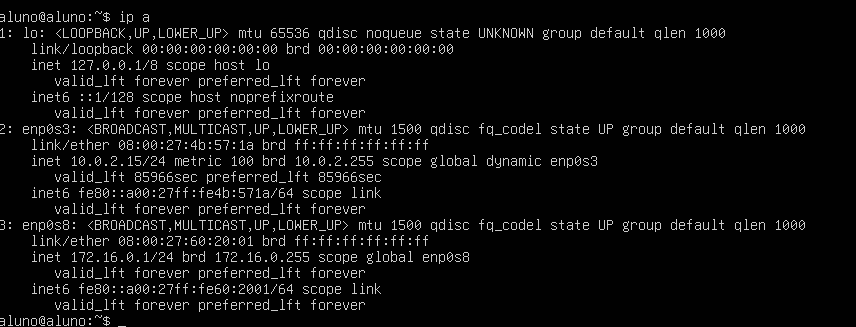 aluno@aluno:~$ ip a
1: lo: <LOOPBACK,UP,LOWER_UP> mtu 65536 qdisc noqueue state UNKNOWN group default qlen 1000
    link/loopback 00:00:00:00:00:00 brd 00:00:00:00:00:00
    inet 127.0.0.1/8 scope host lo
       valid_lft forever preferred_lft forever
    inet6 ::1/128 scope host noprefixroute
       valid_lft forever preferred_lft forever
2: enp0s3: <BROADCAST,MULTICAST,UP,LOWER_UP> mtu 1500 qdisc fq_codel state UP group default qlen 1000
    link/ether 08:00:27:4b:57:1a brd ff:ff:ff:ff:ff:ff
    inet 10.0.2.15/24 metric 100 brd 10.0.2.255 scope global dynamic enp0s3
       valid_lft 85966sec preferred_lft 85966sec
    inet6 fe80::a00:27ff:fe4b:571a/64 scope link
       valid_lft forever preferred_lft forever
3: enp0s8: <BROADCAST,MULTICAST,UP,LOWER_UP> mtu 1500 qdisc fq_codel state UP group default qlen 1000
    link/ether 08:00:27:60:20:01 brd ff:ff:ff:ff:ff:ff
    inet 172.16.0.1/24 brd 172.16.0.255 scope global enp0s8
       valid_lft forever preferred_lft forever
    inet6 fe80::a00:27ff:fe60:2001/64 scope link
       valid_lft forever preferred_lft forever
aluno@aluno:~$ _